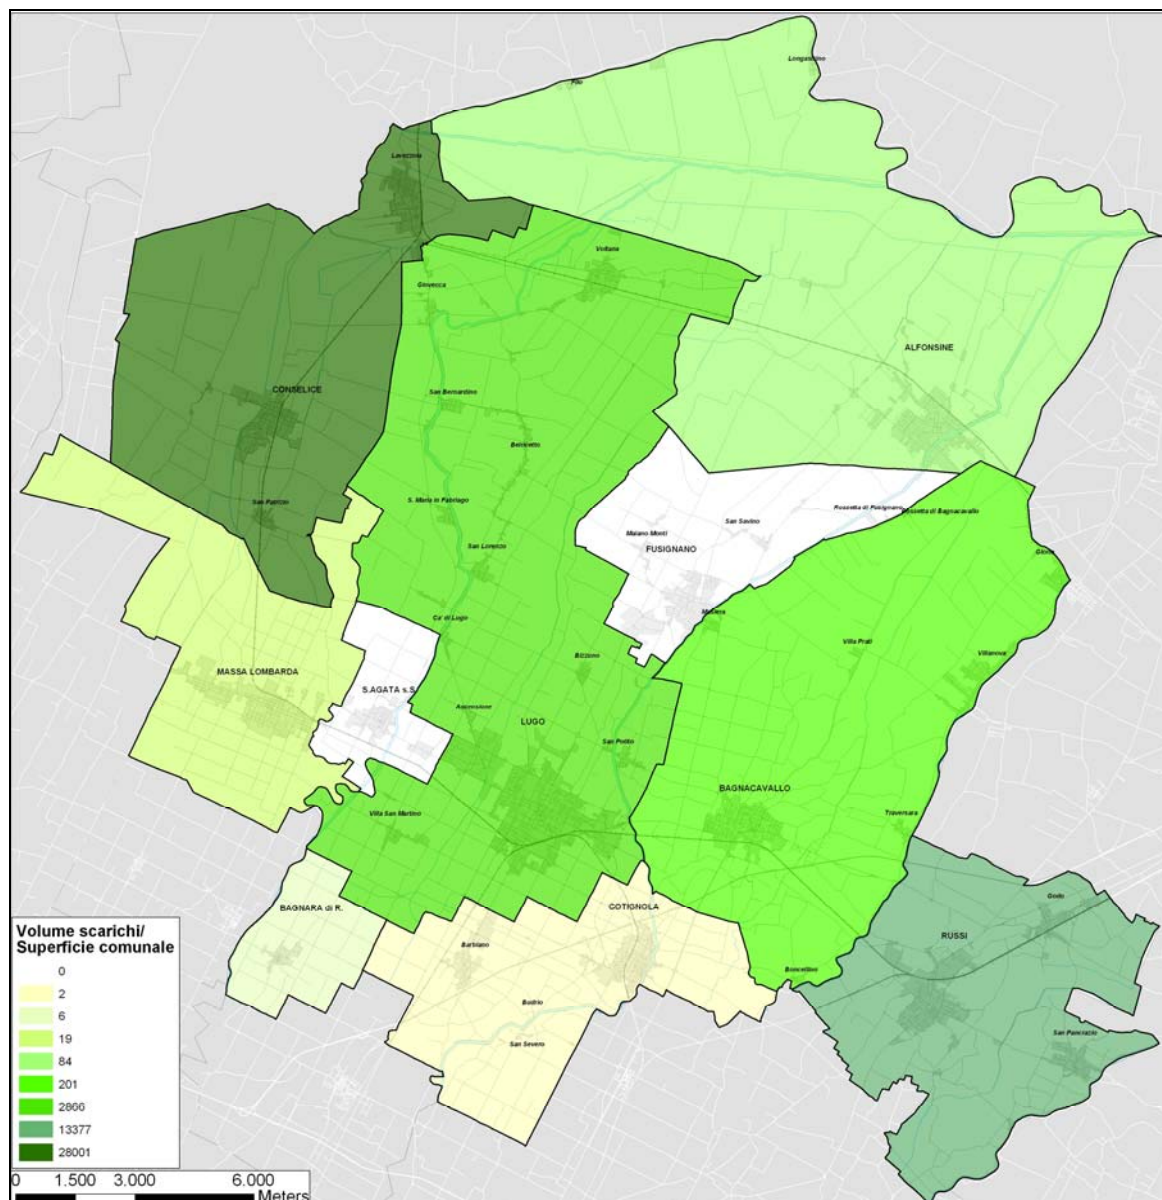 Longastrino
Filo
Lavezzola
Voltana
Giovecca
ALFONSINE
CONSELICE
San Bernardino
Belricetto
San Patrizio
S. Maria in Fabriago
Rossetta di Fusignano
Rossetta di Bagnacavallo
San Savino
Maiano Monti
San Lorenzo
FUSIGNANO
Masiera
Ca' di Lugo
Villa Prati
Villanova
Bizzuno
MASSA LOMBARDA
S.AGATA s.S.
Ascensione
LUGO
San Potito
BAGNACAVALLO
Villa San Martino
Traversara
Godo
BAGNARA di R.
COTIGNOLA
RUSSI
Barbiano
Boncellino
Budrio
San Severo
San Pancrazio
Volume scarichi/
Superficie comunale
0
2
6
19
84
201
2866
13377
28001
0 1.500 3.000 6.000
Meters